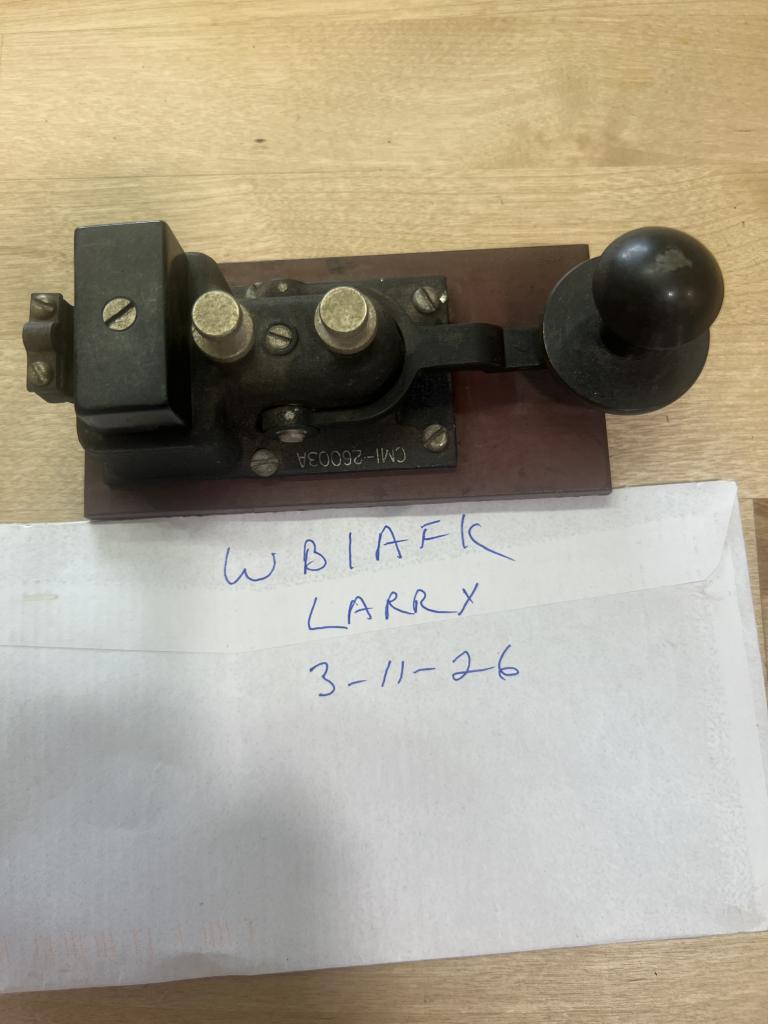 CMI-26003A
WB1AFK
LARRY
3-11-26